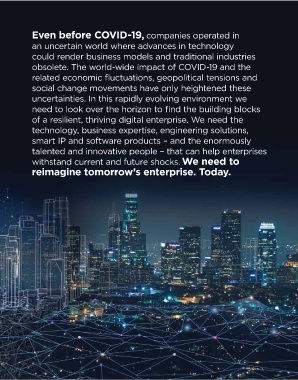 Even before COVID-19, companies operated in
an uncertain world where advances in technology
could render business models and traditional industries
obsolete. The world-wide impact of COVID-19 and the
related economic fluctuations, geopolitical tensions and
social change movements have only heightened these
uncertainties. In this rapidly evolving environment we
need to look over the horizon to find the building blocks
of a resilient, thriving digital enterprise. We need the
technology, business expertise, engineering solutions,
smart IP and software products – and the enormously
talented and innovative people – that can help enterprises
withstand current and future shocks. We need to
reimagine tomorrow's enterprise. Today.